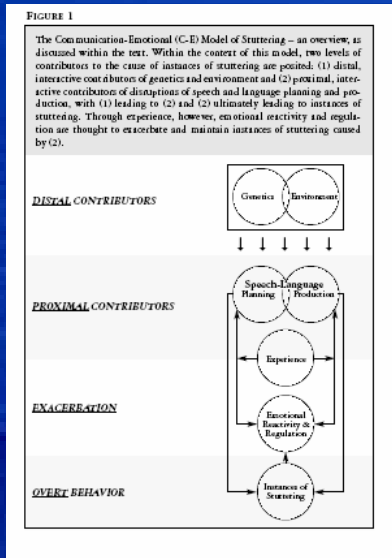 FIGURE 1
The Communication-Emotional (C-E) Model of Stuttering – an overview, as
discussed within the text. Within the context of this model, two levels of
contributors to the cause of instances of stuttering are posited: (1) distal,
interactive contributors of genetics and environment and (2) proximal, inter-
active contributors of disruptions of speech and language planning and pro-
duction, with (1) leading to (2) and (2) ultimately leading to instances of
stuttering. Through experience, however, emotional reactivity and regula-
tion are thought to exacerbate and maintain instances of stuttering caused
by (2).
DISTAL CONTRIBUTORS
Genetics
Environment
PROXIMAL CONTRIBUTORS
Speech-Language
Planning
Production
Experience
EXACERBATION
Emotional
Reactivity &
Regulation
OVERT BEHAVIOR
Instances of
Stuttering